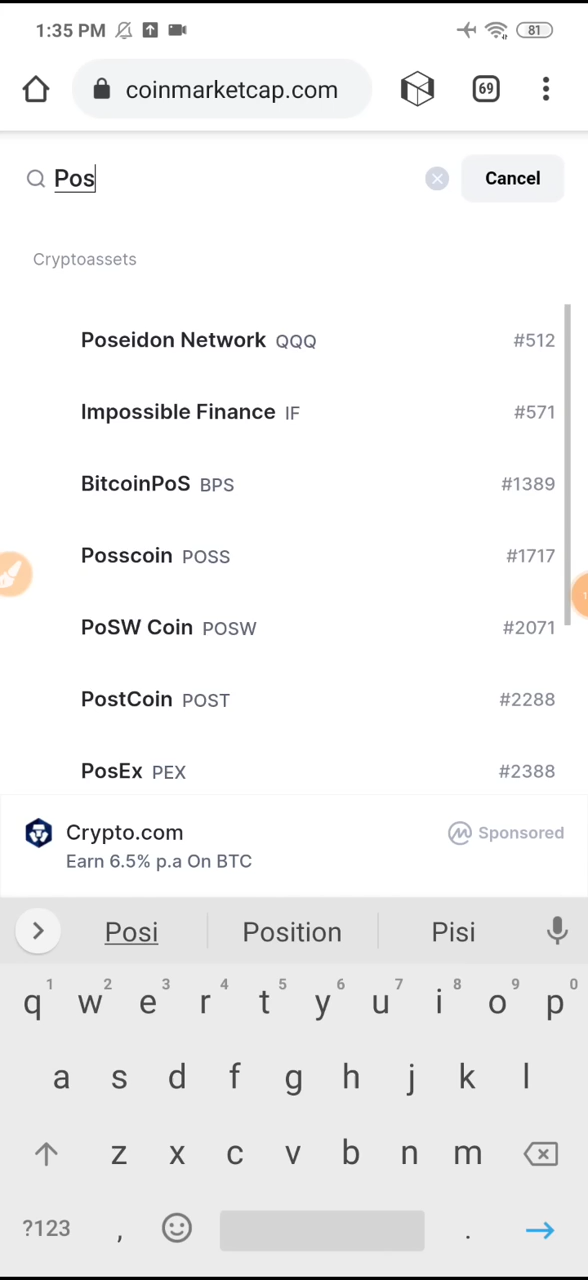 1:35 PM 81
coinmarketcap.com 69
Pos Cancel
Cryptoassets
Poseidon Network QQQ #512
Impossible Finance IF #571
BitcoinPoS BPS #1389
Posscoin POSS #1717
PoSW Coin POSW #2071
PostCoin POST #2288
PosEx PEX #2388
Crypto.com Sponsored
Earn 6.5% p.a On BTC
Posi Position Pisi
1 2 3 4 5 6 7 8 9 0
q w e r t y u i o p
a s d f g h j k l
z x c v b n m
?123 , .